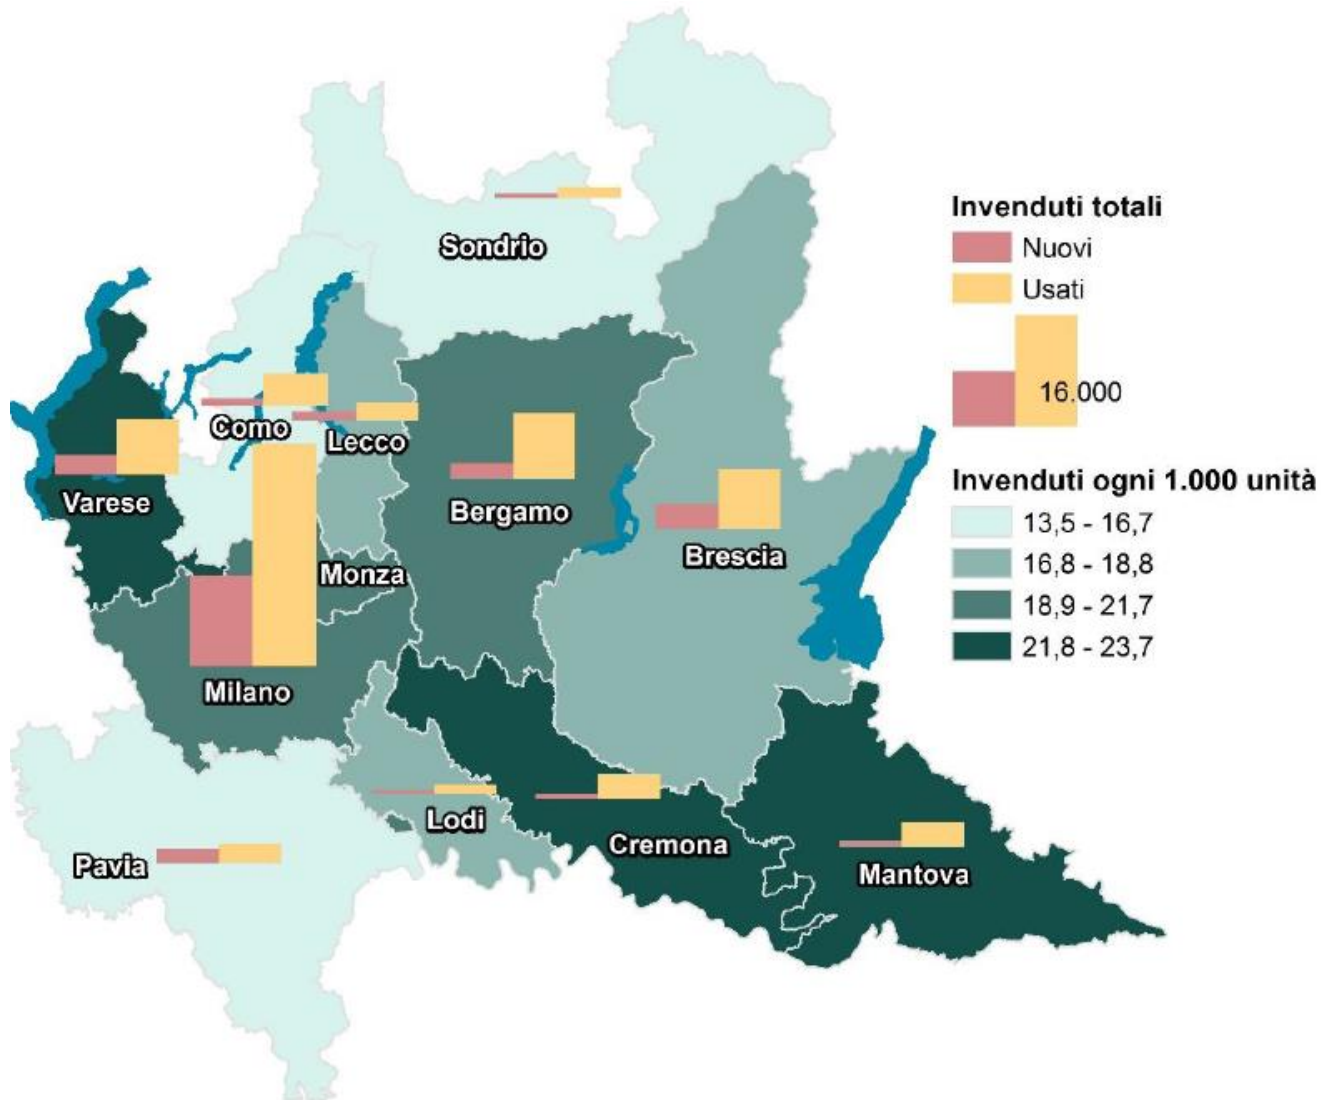 Sondrio
Como
Lecco
Varese
Bergamo
Brescia
Monza
Milano
Lodi
Cremona
Pavia
Mantova
Invenduti totali
Nuovi
Usati
16.000
Invenduti ogni 1.000 unità
13,5 - 16,7
16,8 - 18,8
18,9 - 21,7
21,8 - 23,7